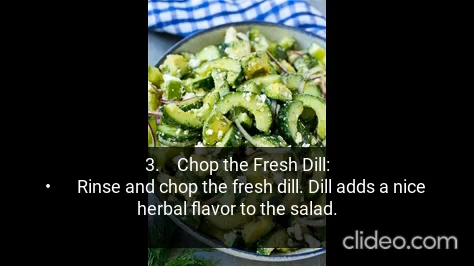 3. Chop the Fresh Dill:
• Rinse and chop the fresh dill. Dill adds a nice
herbal flavor to the salad.
clideo.com